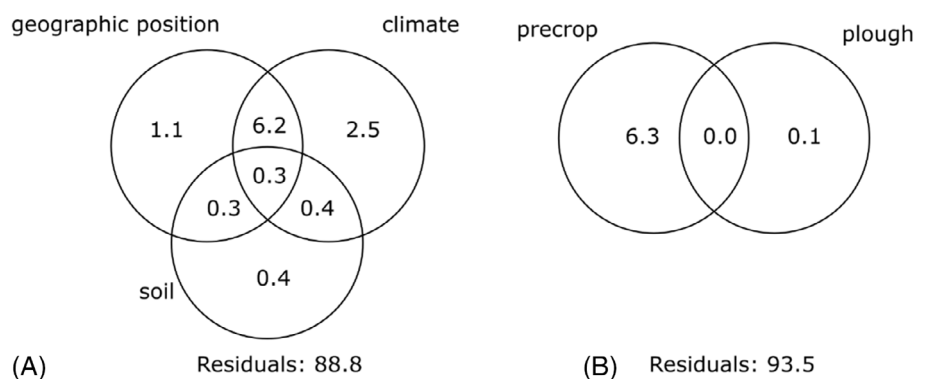 geographic position
climate
1.1
6.2
2.5
0.3
0.3
0.4
0.4
soil
(A)
Residuals: 88.8
precrop
plough
6.3
0.0
0.1
(B)
Residuals: 93.5